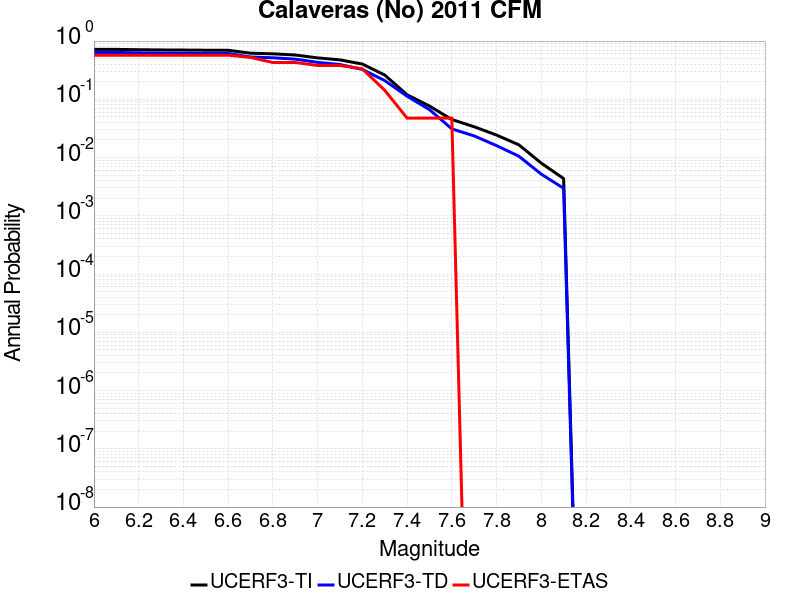 Calaveras (No) 2011 CFM
10^0
10^-1
10^-2
10^-3
10^-4
10^-5
10^-6
10^-7
10^-8
Annual Probability
6 6.2 6.4 6.6 6.8 7 7.2 7.4 7.6 7.8 8 8.2 8.4 8.6 8.8 9
Magnitude
UCERF3-TI UCERF3-TD UCERF3-ETAS